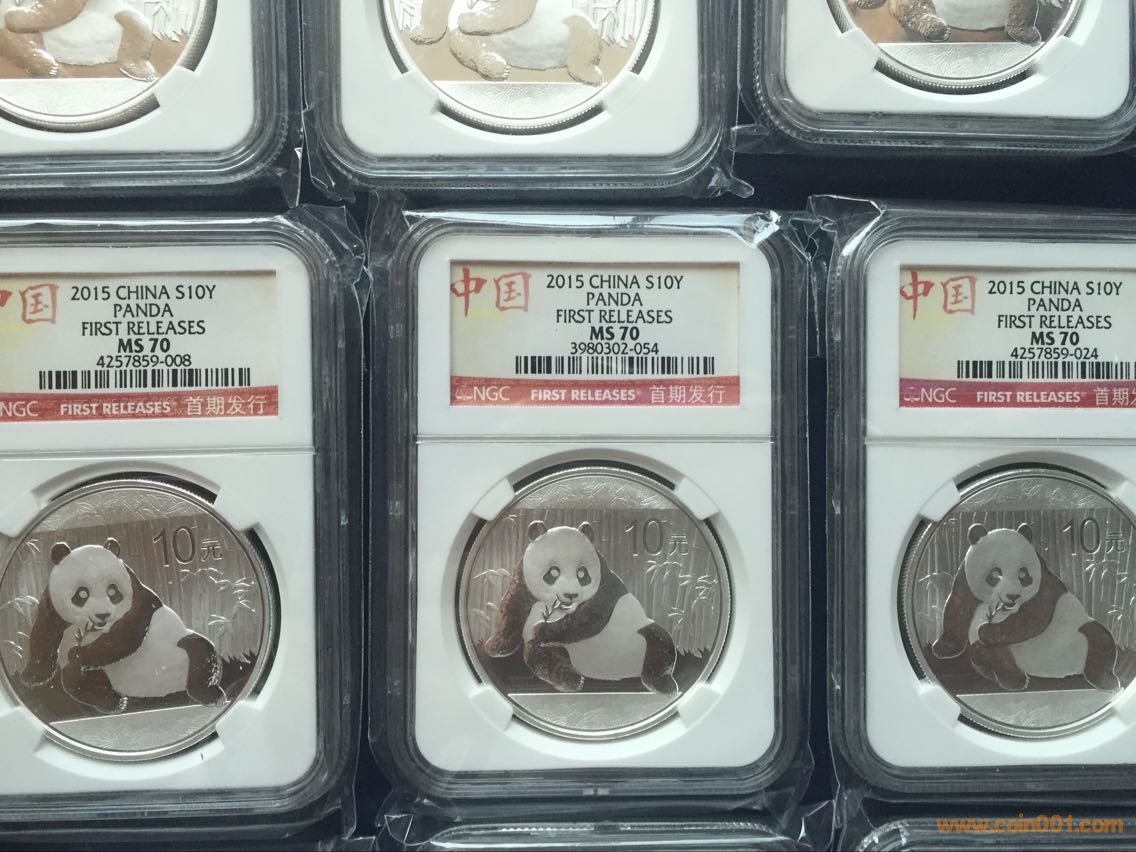 中国
2015 CHINA S10Y
PANDA
FIRST RELEASES
MS 70
4257859-008
NGC FIRST RELEASES 首期发行
10元
中国
2015 CHINA S10Y
PANDA
FIRST RELEASES
MS 70
3980302-054
NGC FIRST RELEASES 首期发行
10元
中国
2015 CHINA S10Y
PANDA
FIRST RELEASES
MS 70
4257859-024
NGC FIRST RELEASES 首期
10元
www.coin001.com